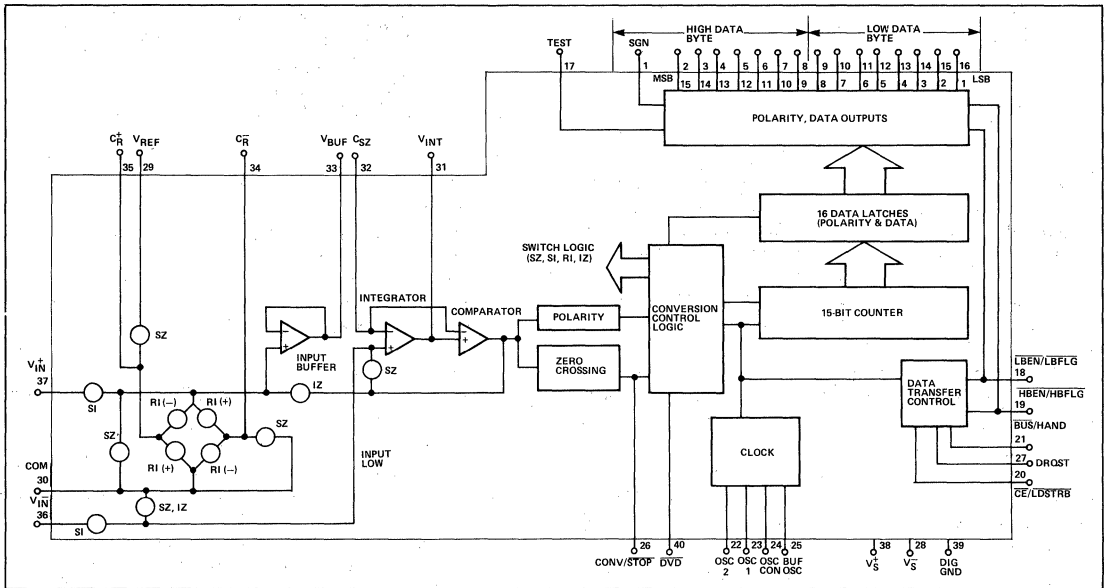 HIGH DATA
BYTE
LOW DATA
BYTE
TEST
SGN
17
1
2
3
4
5
6
7
8
9
10
11
12
13
14
15
16
MSB
LSB
15
14
13
12
11
10
9
8
7
6
5
4
3
2
1
POLARITY, DATA OUTPUTS
C⁺R
VREF
C⁻R
VBUF
CSZ
VINT
35
29
34
33
32
31
16 DATA LATCHES
(POLARITY & DATA)
SWITCH LOGIC
(SZ, SI, RI, IZ)
INTEGRATOR
COMPARATOR
POLARITY
CONVERSION
CONTROL
LOGIC
15-BIT COUNTER
SZ
INPUT
BUFFER
SZ
ZERO
CROSSING
V⁺IN
37
SI
IZ
RI (−)
RI (+)
SZ
SZ
RI (+)
RI (−)
INPUT
LOW
DATA
TRANSFER
CONTROL
LBEN/LBFLG
18
HBEN/HBFLG
19
BUS/HAND
21
27
DRQST
20
CE/LDSTRB
CLOCK
COM
30
V⁻IN
36
SI
SZ, IZ
26
CONV/STOP
40
DVD
22
OSC
2
23
OSC
1
24
OSC
CON
25
BUF
OSC
38
V⁺S
28
V⁻S
39
DIG
GND